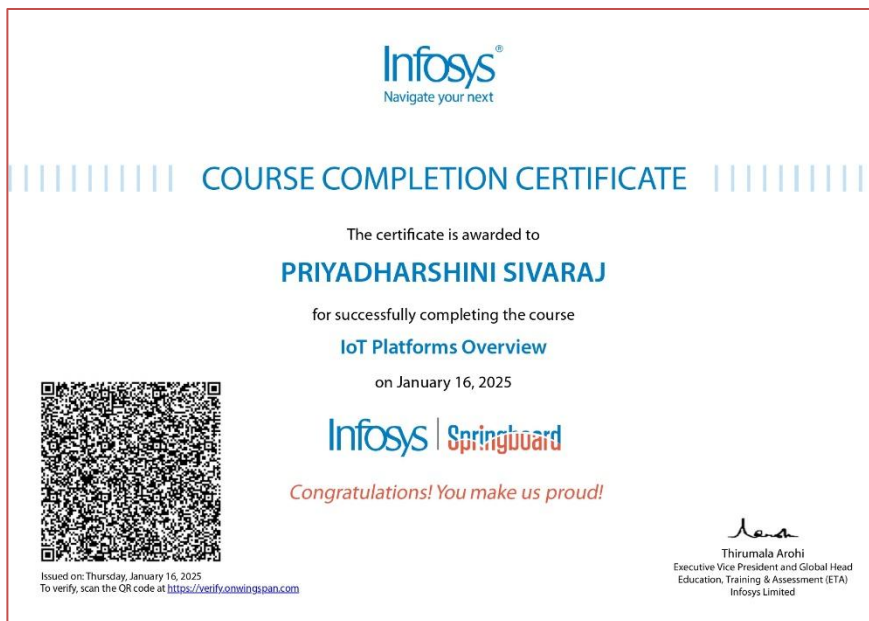 Infosys®
Navigate your next
COURSE COMPLETION CERTIFICATE
The certificate is awarded to
PRIYADHARSHINI SIVARAJ
for successfully completing the course
IoT Platforms Overview
on January 16, 2025
Infosys | Springboard
Congratulations! You make us proud!
Issued on: Thursday, January 16, 2025
To verify, scan the QR code at https://verify.onwingspan.com
Thirumala Arohi
Executive Vice President and Global Head
Education, Training & Assessment (ETA)
Infosys Limited